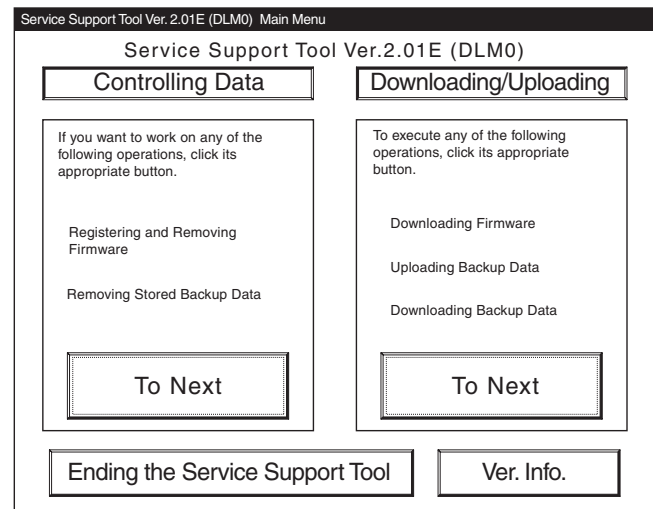 Service Support Tool Ver. 2.01E (DLM0) Main Menu
Service Support Tool Ver.2.01E (DLM0)
Controlling Data
If you want to work on any of the
following operations, click its
appropriate button.
Registering and Removing
Firmware
Removing Stored Backup Data
To Next
Downloading/Uploading
To execute any of the following
operations, click its appropriate
button.
Downloading Firmware
Uploading Backup Data
Downloading Backup Data
To Next
Ending the Service Support Tool
Ver. Info.